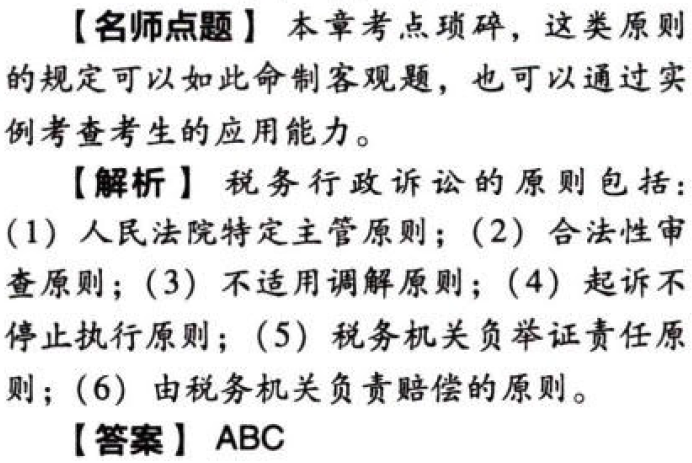 【名师点题】 本章考点琐碎，这类原则
的规定可以如此命制客观题，也可以通过实
例考查考生的应用能力。
【解析】 税务行政诉讼的原则包括：
(1) 人民法院特定主管原则；(2) 合法性审
查原则；(3) 不适用调解原则；(4) 起诉不
停止执行原则；(5) 税务机关负举证责任原
则；(6) 由税务机关负责赔偿的原则。
【答案】 ABC